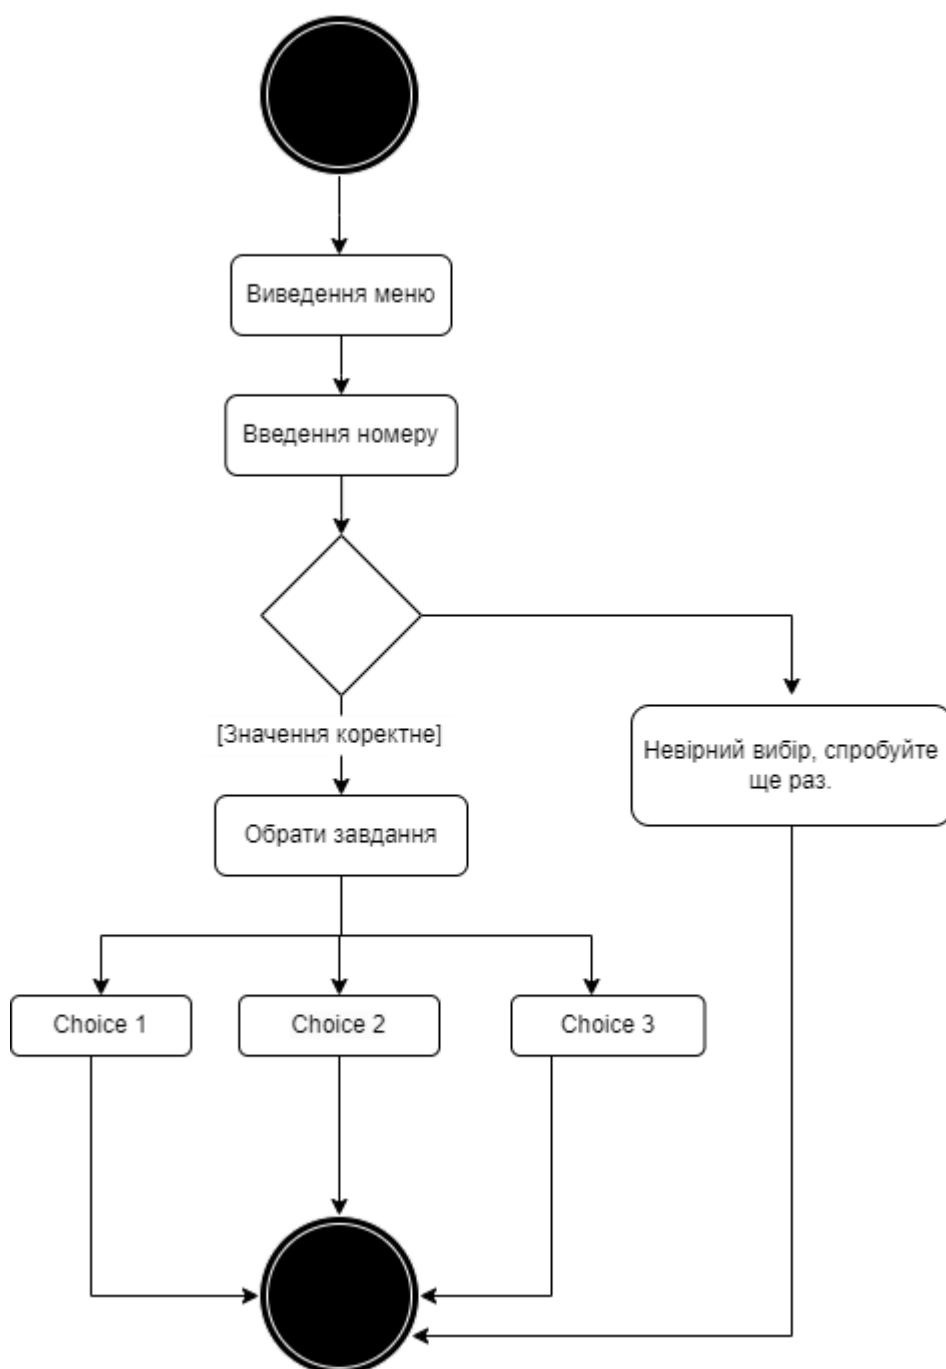 Виведення меню
Введення номеру
[Значення коректне]
Невірний вибір, спробуйте
ще раз.
Обрати завдання
Choice 1
Choice 2
Choice 3